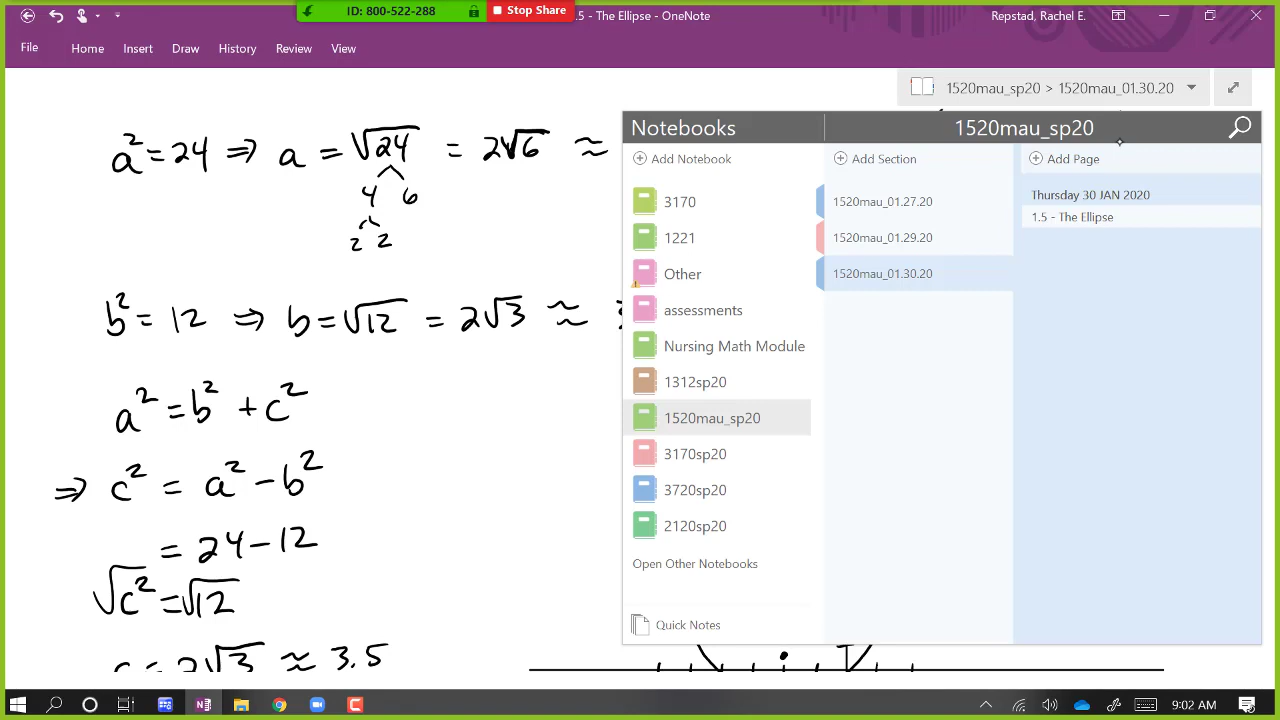 ID: 800-522-288
Stop Share
.5 - The Ellipse - OneNote
Repstad, Rachel E.
File
Home
Insert
Draw
History
Review
View
1520mau_sp20 > 1520mau_01.30.20
a² = 24 ⇒ a = √24 = 2√6 ≈
4 6
2 2
b² = 12 ⇒ b = √12 = 2√3 ≈ 3
a² = b² + c²
⇒ c² = a² - b²
= 24 - 12
√c² = √12
c = 2√3 ≈ 3.5
Notebooks
1520mau_sp20
Add Notebook
3170
1221
Other
assessments
Nursing Math Module
1312sp20
1520mau_sp20
3170sp20
3720sp20
2120sp20
Open Other Notebooks
Quick Notes
Add Section
1520mau_01.27.20
1520mau_01.29.20
1520mau_01.30.20
Add Page
Thursday 30 JAN 2020
1.5 - The Ellipse
9:02 AM